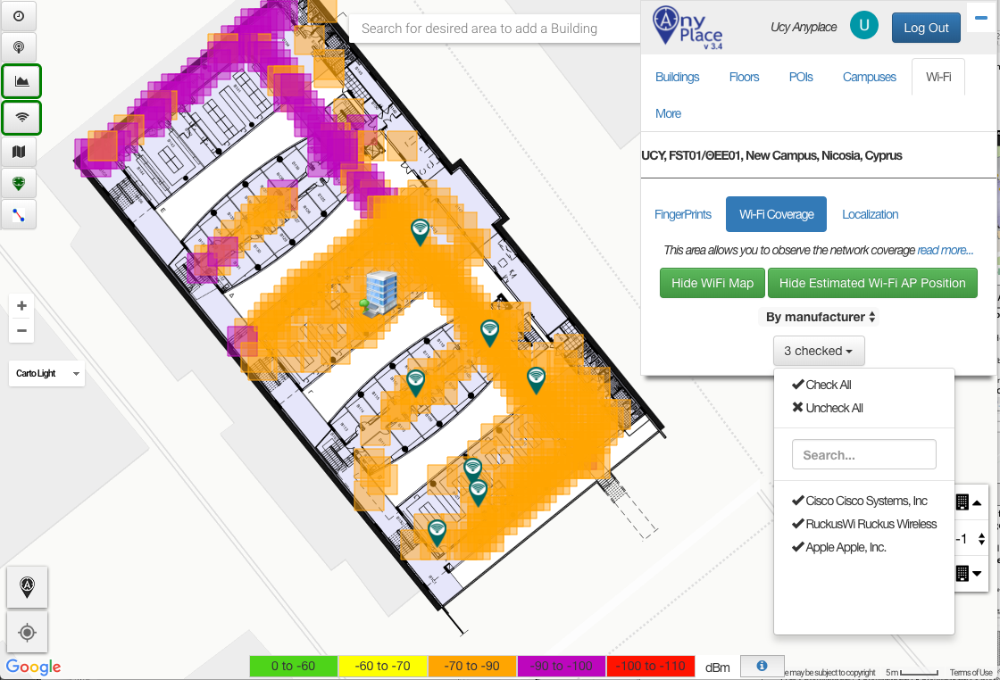 Search for desired area to add a Building
Any
Place
v 3.4
Ucy Anyplace
U
Log Out
Buildings
Floors
POIs
Campuses
Wi-Fi
More
UCY, FST01/ΘEE01, New Campus, Nicosia, Cyprus
FingerPrints
Wi-Fi Coverage
Localization
This area allows you to observe the network coverage read more...
Hide WiFi Map
Hide Estimated Wi-Fi AP Position
By manufacturer
3 checked
Check All
Uncheck All
Search...
Cisco Cisco Systems, Inc
RuckusWi Ruckus Wireless
Apple Apple, Inc.
-1
Carto Light
Google
0 to -60
-60 to -70
-70 to -90
-90 to -100
-100 to -110
dBm
may be subject to copyright
5 m
Terms of Use